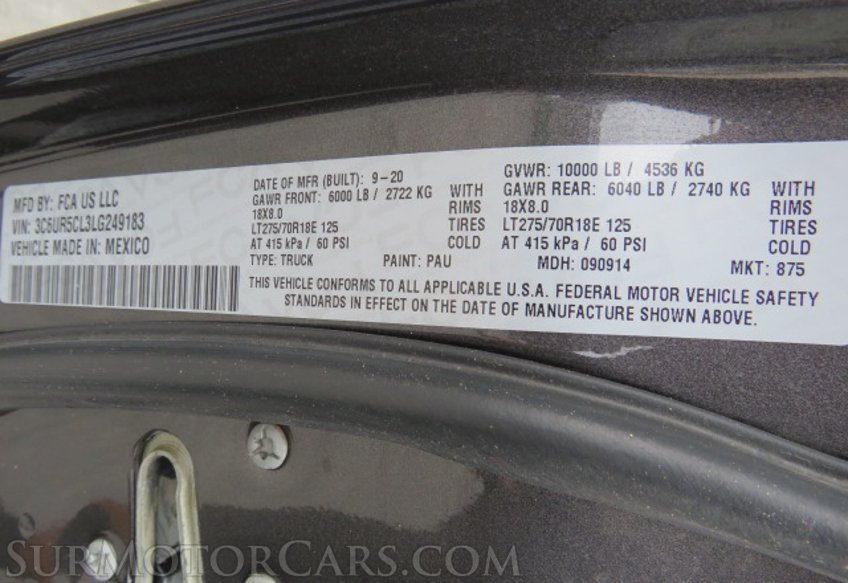 MFD BY: FCA US LLC
VIN: 3C6UR5CL3LG249183
VEHICLE MADE IN: MEXICO
DATE OF MFR (BUILT): 9-20
GAWR FRONT: 6000 LB / 2722 KG WITH
18X8.0 RIMS
LT275/70R18E 125 TIRES
AT 415 kPa / 60 PSI COLD
TYPE: TRUCK PAINT: PAU
GVWR: 10000 LB / 4536 KG
GAWR REAR: 6040 LB / 2740 KG WITH
18X8.0 RIMS
LT275/70R18E 125 TIRES
AT 415 kPa / 60 PSI COLD
MDH: 090914 MKT: 875
THIS VEHICLE CONFORMS TO ALL APPLICABLE U.S.A. FEDERAL MOTOR VEHICLE SAFETY
STANDARDS IN EFFECT ON THE DATE OF MANUFACTURE SHOWN ABOVE.
SURMOTORCARS.COM